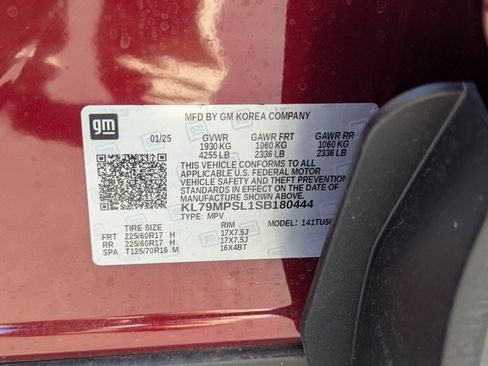 MFD BY GM KOREA COMPANY
gm
01/25 GVWR GAWR FRT GAWR RR
1930 KG 1060 KG 1060 KG
4255 LB 2336 LB 2336 LB
THIS VEHICLE CONFORMS TO ALL
APPLICABLE U.S. FEDERAL MOTOR
VEHICLE SAFETY, BUMPER, AND
THEFT PREVENTION STANDARDS
IN EFFECT ON THE DATE OF
MANUFACTURE SHOWN ABOVE.
KL79MPSL1SB180444
TYPE: MPV MODEL: 141TU56
TIRE SIZE RIM
FRT 225/60R17 H 17X7.5J
RR 225/60R17 H 17X7.5J
SPA T125/70R16 M 16X4BT